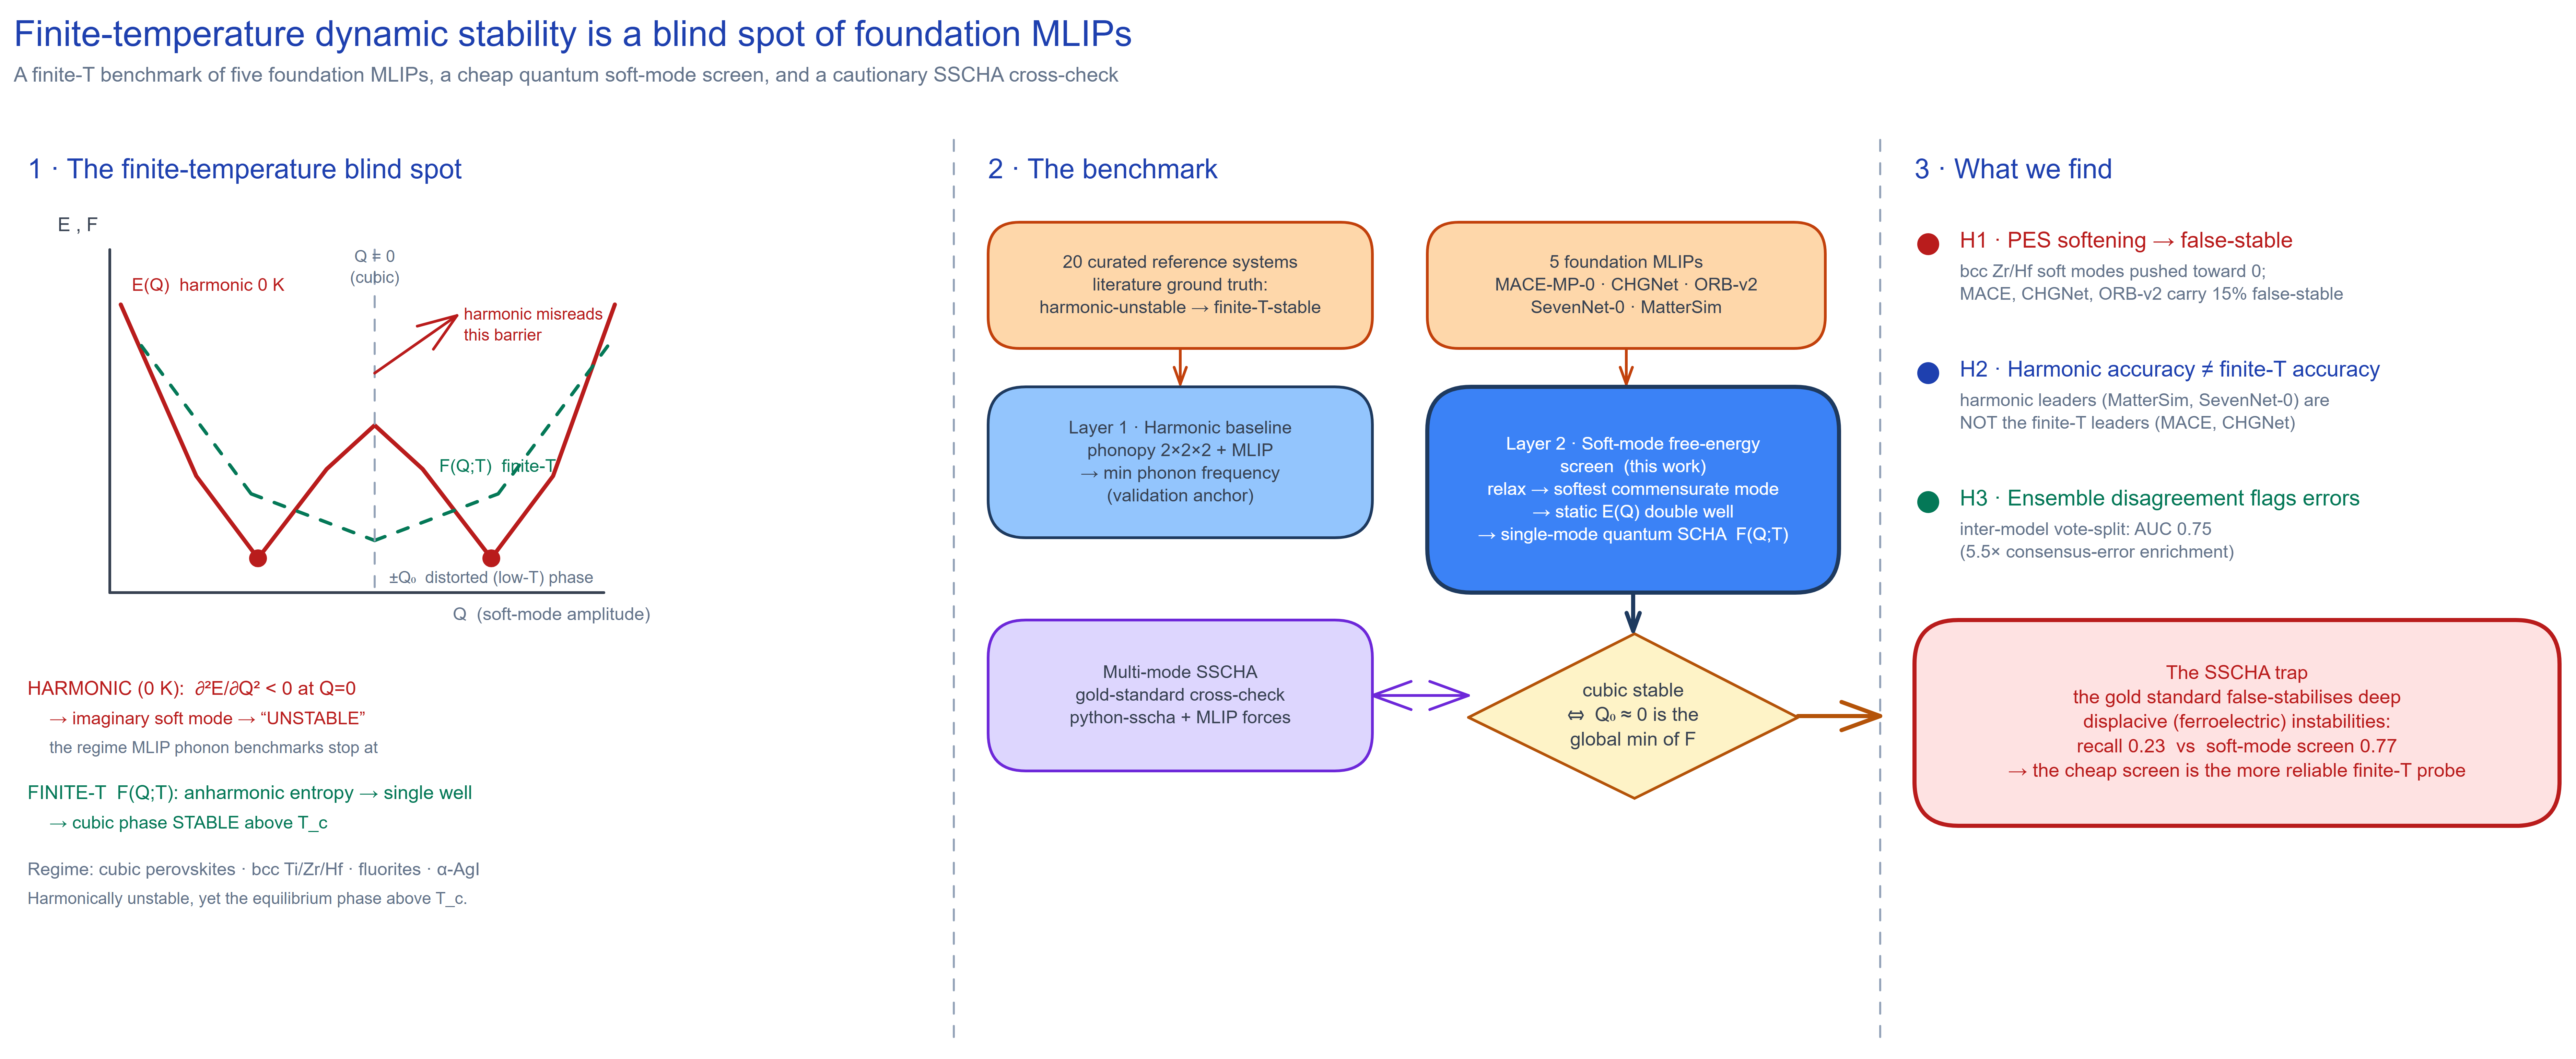 Finite-temperature dynamic stability is a blind spot of foundation MLIPs
A finite-T benchmark of five foundation MLIPs, a cheap quantum soft-mode screen, and a cautionary SSCHA cross-check
1 · The finite-temperature blind spot
E , F
Q = 0
(cubic)
E(Q) harmonic 0 K
harmonic misreads
this barrier
F(Q;T) finite-T
±Q₀ distorted (low-T) phase
Q (soft-mode amplitude)
HARMONIC (0 K): ∂²E/∂Q² < 0 at Q=0
→ imaginary soft mode → “UNSTABLE”
the regime MLIP phonon benchmarks stop at
FINITE-T F(Q;T): anharmonic entropy → single well
→ cubic phase STABLE above T_c
Regime: cubic perovskites · bcc Ti/Zr/Hf · fluorites · α-AgI
Harmonically unstable, yet the equilibrium phase above T_c.
2 · The benchmark
20 curated reference systems
literature ground truth:
harmonic-unstable → finite-T-stable
5 foundation MLIPs
MACE-MP-0 · CHGNet · ORB-v2
SevenNet-0 · MatterSim
Layer 1 · Harmonic baseline
phonopy 2×2×2 + MLIP
→ min phonon frequency
(validation anchor)
Layer 2 · Soft-mode free-energy
screen (this work)
relax → softest commensurate mode
→ static E(Q) double well
→ single-mode quantum SCHA F(Q;T)
Multi-mode SSCHA
gold-standard cross-check
python-sscha + MLIP forces
cubic stable
⇔ Q₀ ≈ 0 is the
global min of F
3 · What we find
H1 · PES softening → false-stable
bcc Zr/Hf soft modes pushed toward 0;
MACE, CHGNet, ORB-v2 carry 15% false-stable
H2 · Harmonic accuracy ≠ finite-T accuracy
harmonic leaders (MatterSim, SevenNet-0) are
NOT the finite-T leaders (MACE, CHGNet)
H3 · Ensemble disagreement flags errors
inter-model vote-split: AUC 0.75
(5.5× consensus-error enrichment)
The SSCHA trap
the gold standard false-stabilises deep
displacive (ferroelectric) instabilities:
recall 0.23 vs soft-mode screen 0.77
→ the cheap screen is the more reliable finite-T probe